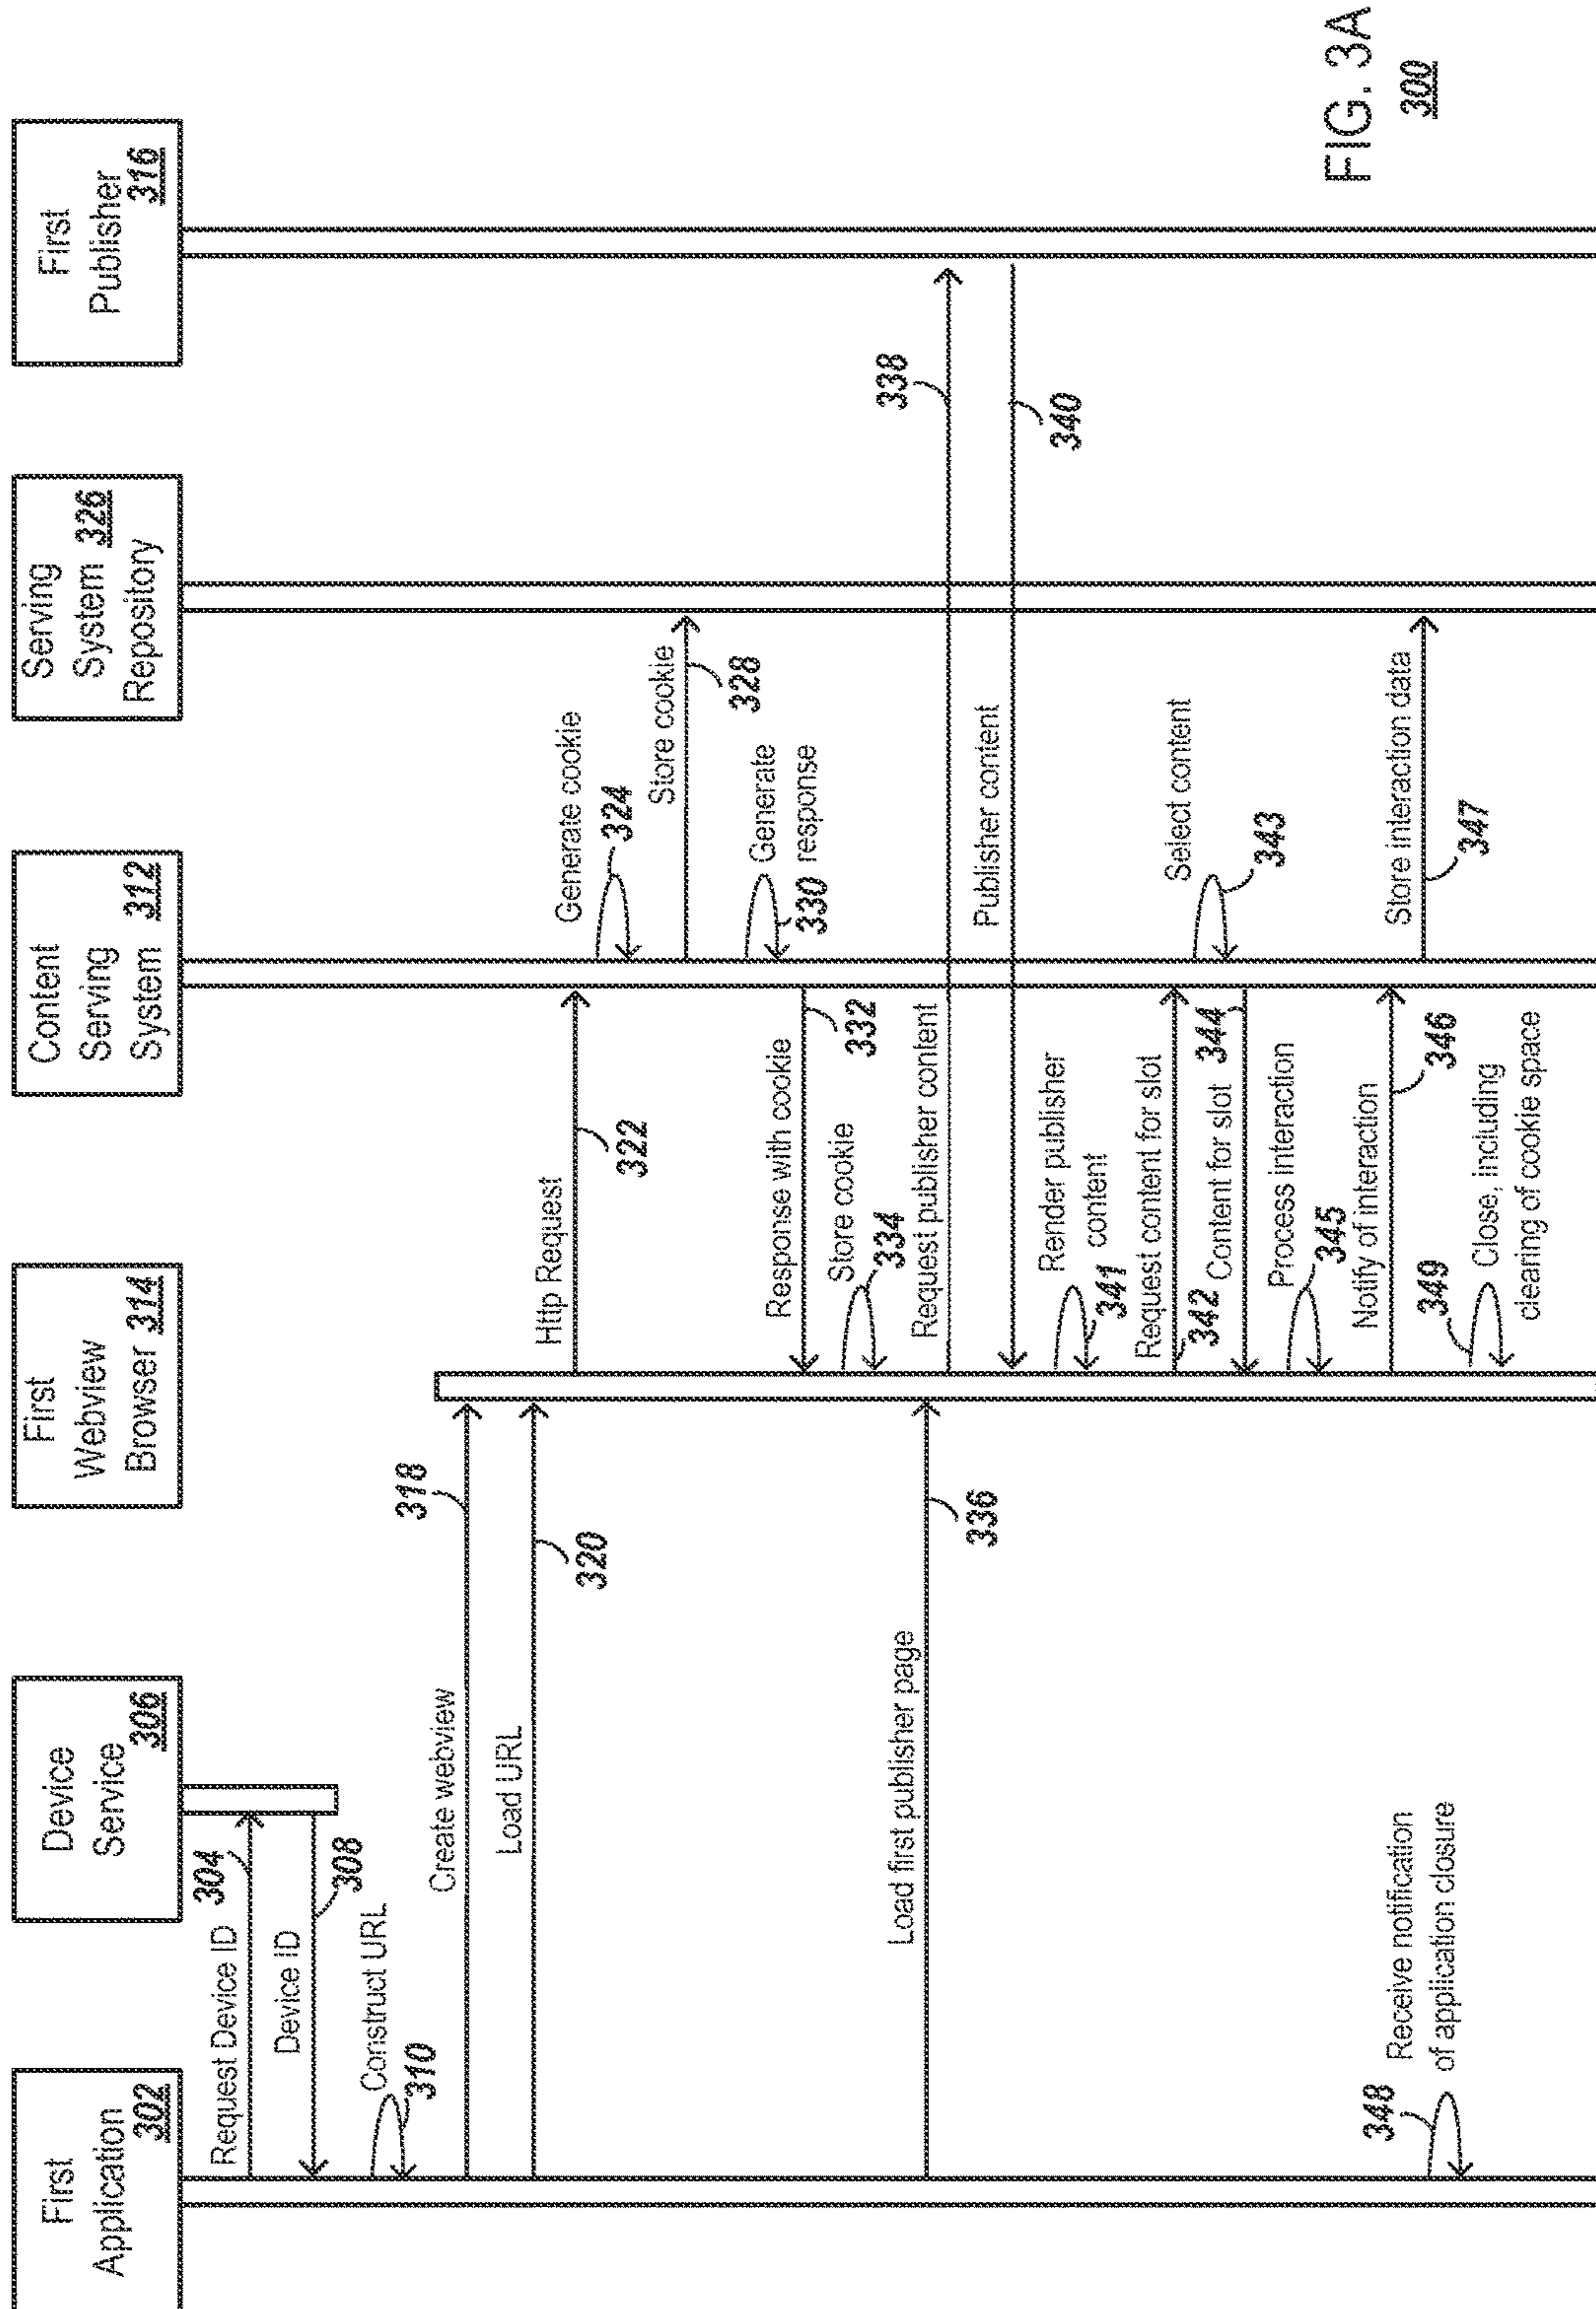 First
Application 302
Device
Service 306
First
Webview
Browser 314
Content
Serving
System 312
Serving
System 326
Repository
First
Publisher
316
Request Device ID 304
Device ID
308
Construct URL
310
Create webview
318
Load URL
320
Http Request
322
Generate cookie
324
Store cookie
328
Generate
330 response
Response with cookie
332
Store cookie
334
Load first publisher page
336
Request publisher content
338
Publisher content
340
Render publisher
341 content
Request content for slot
342
Select content
343
Content for slot
344
Process interaction
345
Notify of interaction
346
Store interaction data
347
348
Receive notification
of application closure
349
Close, including
clearing of cookie space
FIG. 3A
300